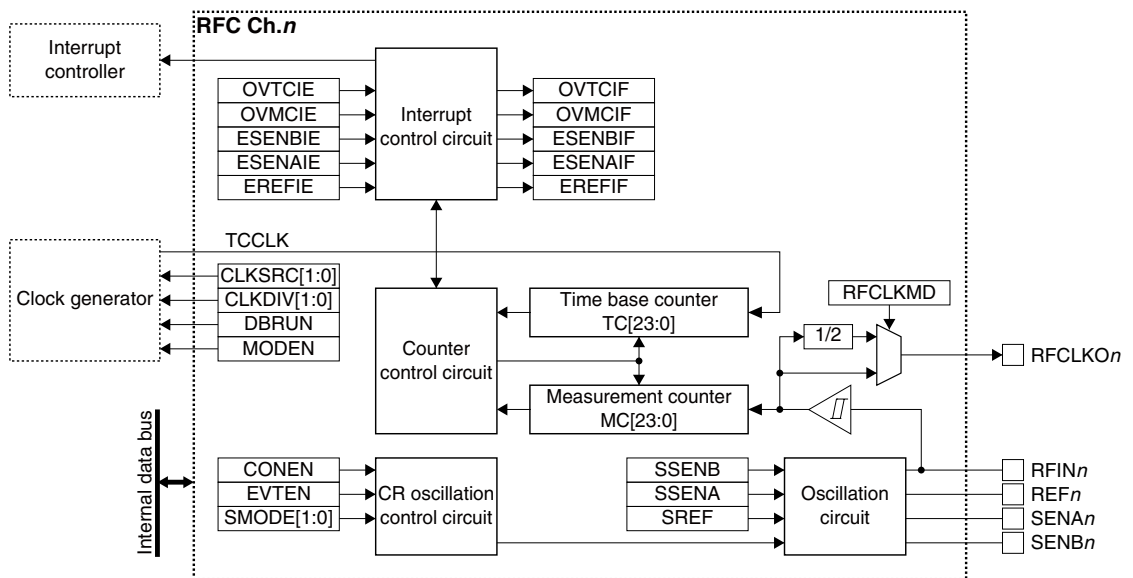 RFC Ch.n
Interrupt
controller
OVTCIE
OVMCIE
ESENBIE
ESENAIE
EREFIE
Interrupt
control circuit
OVTCIF
OVMCIF
ESENBIF
ESENAIF
EREFIF
TCCLK
Clock generator
CLKSRC[1:0]
CLKDIV[1:0]
DBRUN
MODEN
Counter
control circuit
Time base counter
TC[23:0]
Measurement counter
MC[23:0]
RFCLKMD
1/2
RFCLKOn
Internal data bus
CONEN
EVTEN
SMODE[1:0]
CR oscillation
control circuit
SSENB
SSENA
SREF
Oscillation
circuit
RFINn
REFn
SENAn
SENBn